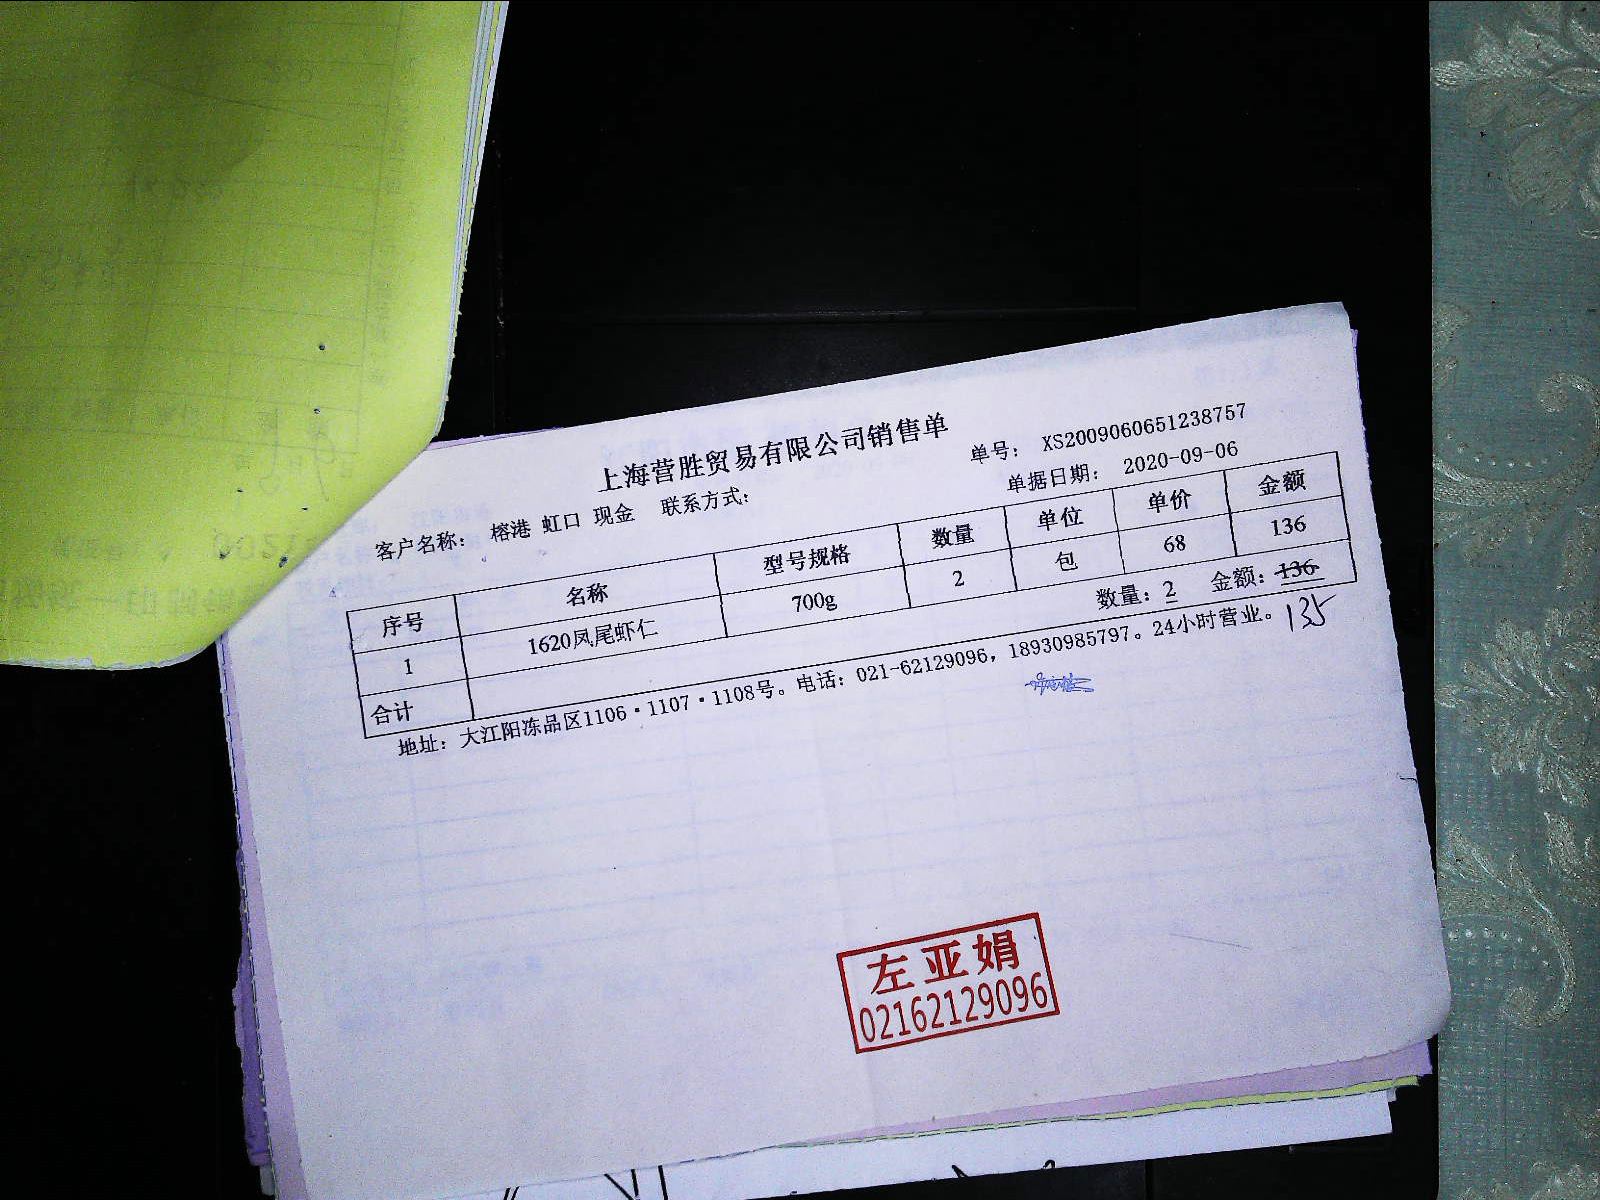 上海营胜贸易有限公司销售单
单号： XS2009060651238757
客户名称： 榕港 虹口 现金 联系方式：
单据日期： 2020-09-06
序号 名称 型号规格 数量 单位 单价 金额
1 1620凤尾虾仁 700g 2 包 68 136
合计 数量：2 金额：136
135
地址：大江阳冻品区1106·1107·1108号。电话：021-62129096，18930985797。24小时营业。
左亚娟
02162129096